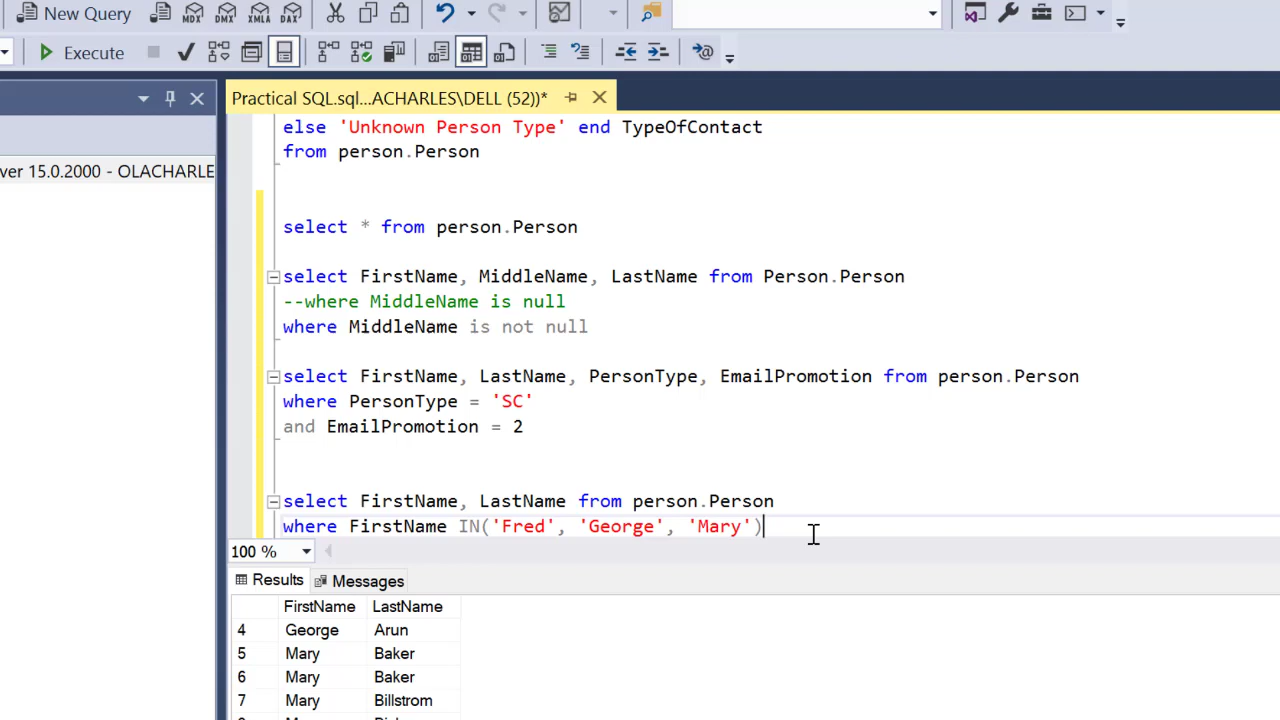 New Query MDX DMX XMLA DAX
Execute
Practical SQL.sql...ACHARLES\DELL (52))*
else 'Unknown Person Type' end TypeOfContact
from person.Person
ver 15.0.2000 - OLACHARLE
select * from person.Person
select FirstName, MiddleName, LastName from Person.Person
--where MiddleName is null
where MiddleName is not null
select FirstName, LastName, PersonType, EmailPromotion from person.Person
where PersonType = 'SC'
and EmailPromotion = 2
select FirstName, LastName from person.Person
where FirstName IN('Fred', 'George', 'Mary')
100 %
Results Messages
FirstName LastName
4 George Arun
5 Mary Baker
6 Mary Baker
7 Mary Billstrom